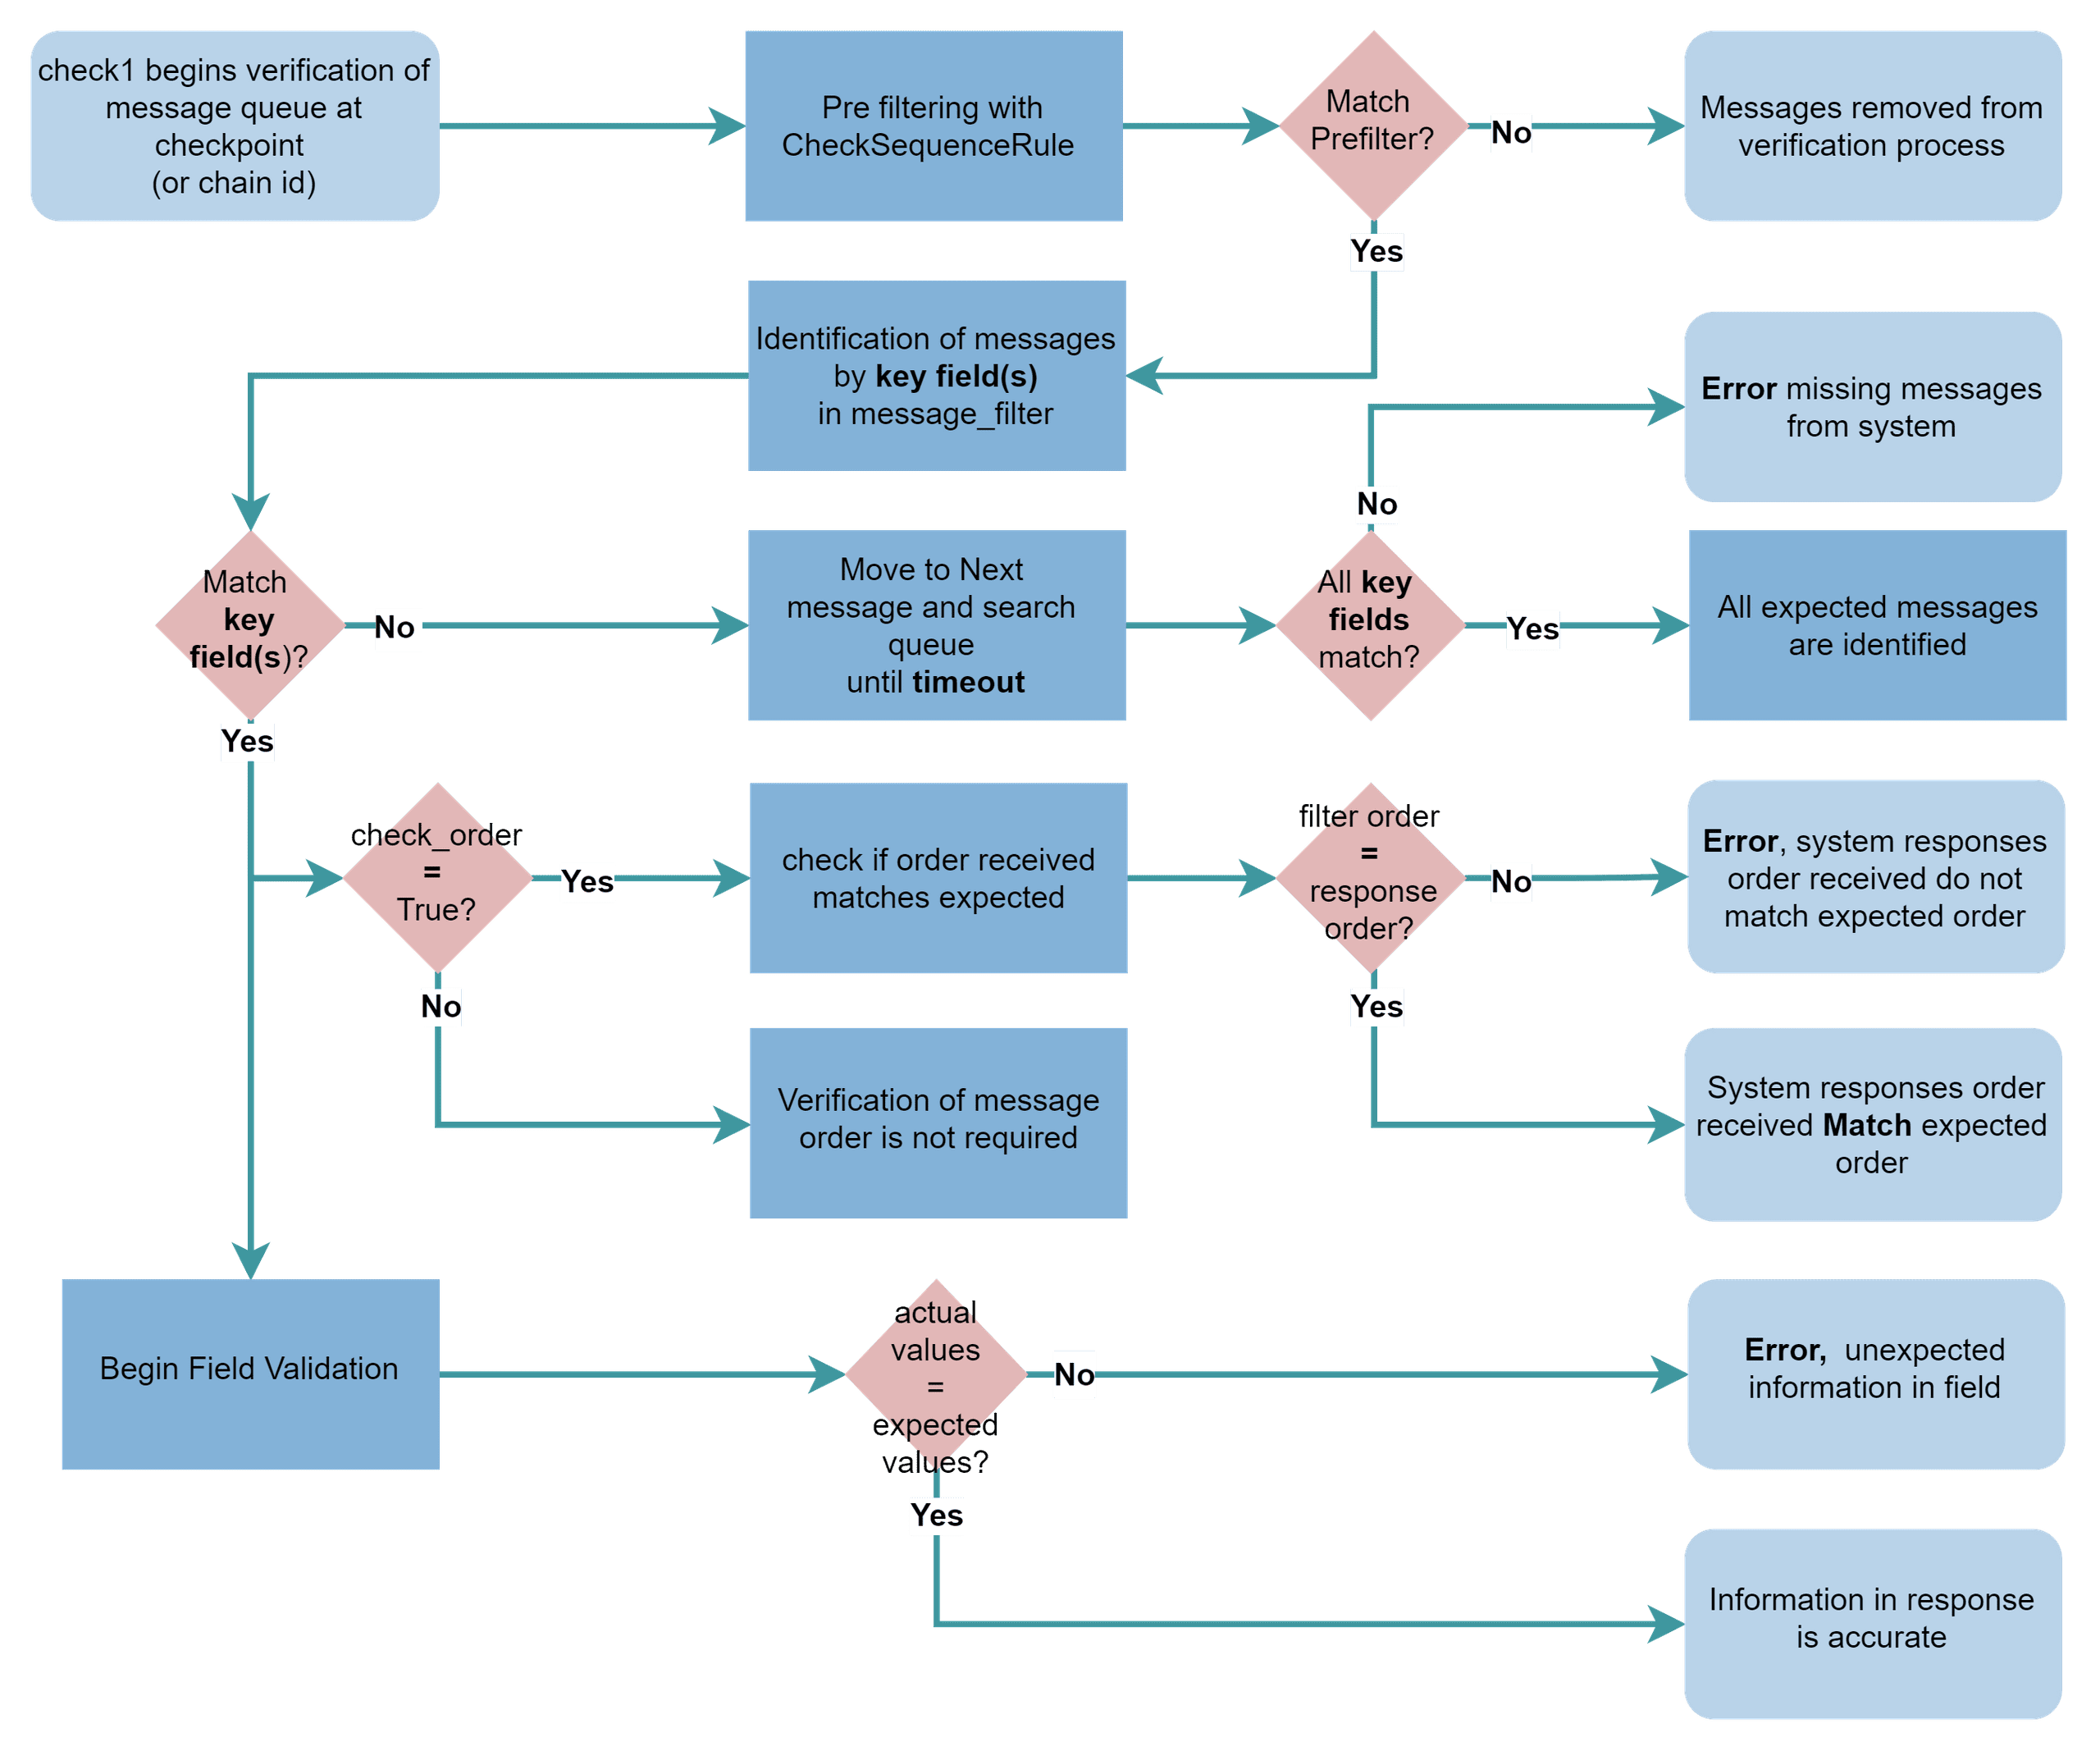 check1 begins verification of
message queue at
checkpoint
(or chain id)
Pre filtering with
CheckSequenceRule
Match
Prefilter?
No
Messages removed from
verification process
Yes
Identification of messages
by key field(s)
in message_filter
Error missing messages
from system
No
Match
key
field(s)?
No
Move to Next
message and search
queue
until timeout
All key
fields
match?
Yes
All expected messages
are identified
Yes
check_order
=
True?
Yes
check if order received
matches expected
filter order
=
response
order?
No
Error, system responses
order received do not
match expected order
No
Yes
Verification of message
order is not required
System responses order
received Match expected
order
Begin Field Validation
actual
values
=
expected
values?
No
Error,  unexpected
information in field
Yes
Information in response
is accurate